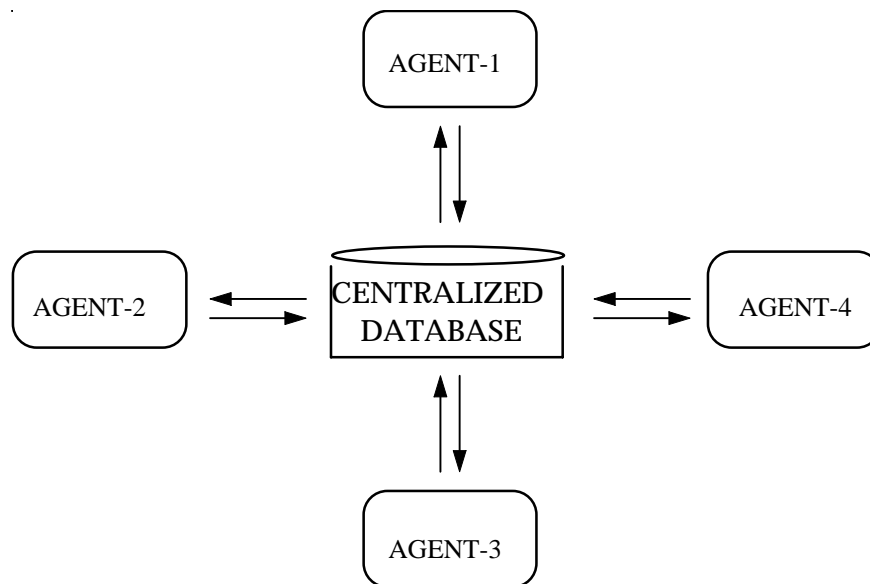 AGENT-1
AGENT-2
CENTRALIZED
DATABASE
AGENT-4
AGENT-3